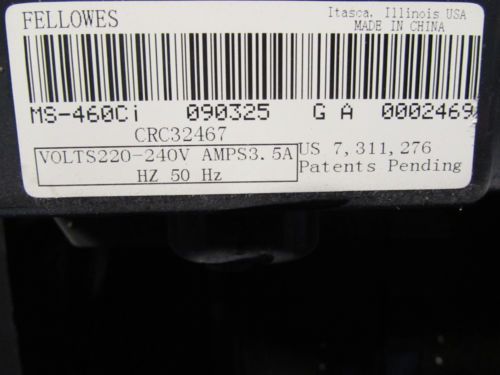 FELLOWES
Itasca, Illinois USA
MADE IN CHINA
MS-460Ci 090325 G A 0002469
CRC32467
VOLTS220-240V AMPS3.5A
HZ 50 Hz
US 7,311,276
Patents Pending